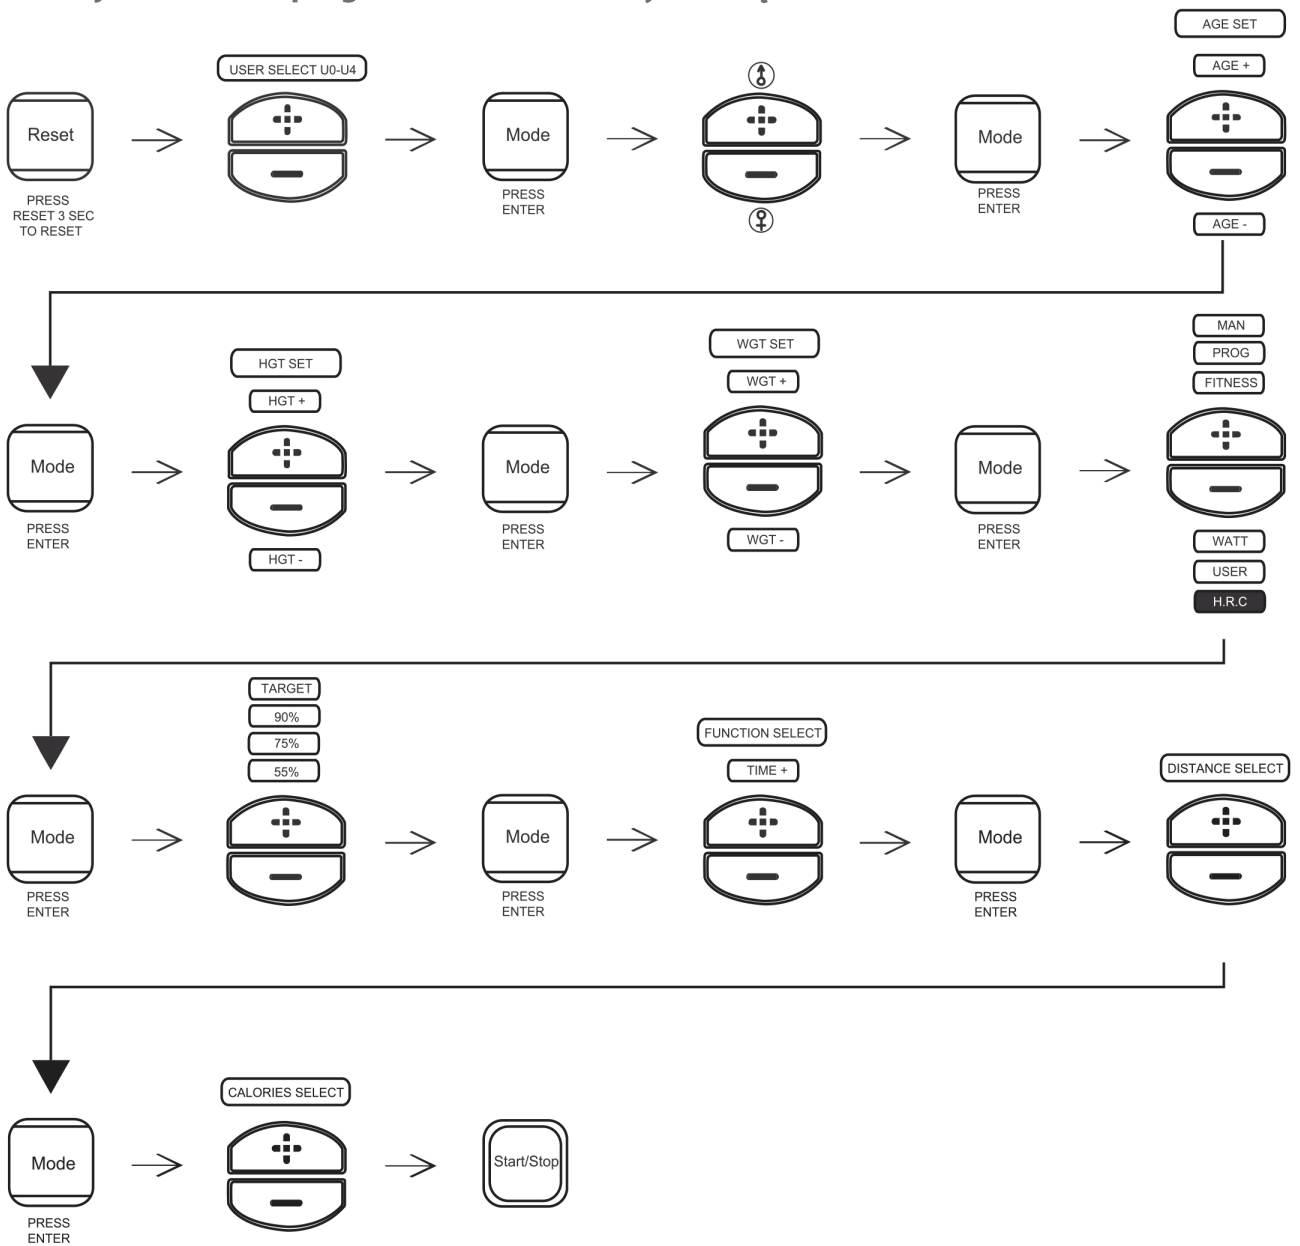 USER SELECT U0-U4
AGE SET
AGE +
Reset
Mode
Mode
PRESS
RESET 3 SEC
TO RESET
PRESS
ENTER
PRESS
ENTER
AGE -
HGT SET
HGT +
WGT SET
WGT +
MAN
PROG
FITNESS
Mode
Mode
Mode
PRESS
ENTER
PRESS
ENTER
PRESS
ENTER
HGT -
WGT -
WATT
USER
H.R.C
TARGET
90%
75%
55%
FUNCTION SELECT
TIME +
DISTANCE SELECT
Mode
Mode
Mode
PRESS
ENTER
PRESS
ENTER
PRESS
ENTER
CALORIES SELECT
Mode
Start/Stop
PRESS
ENTER